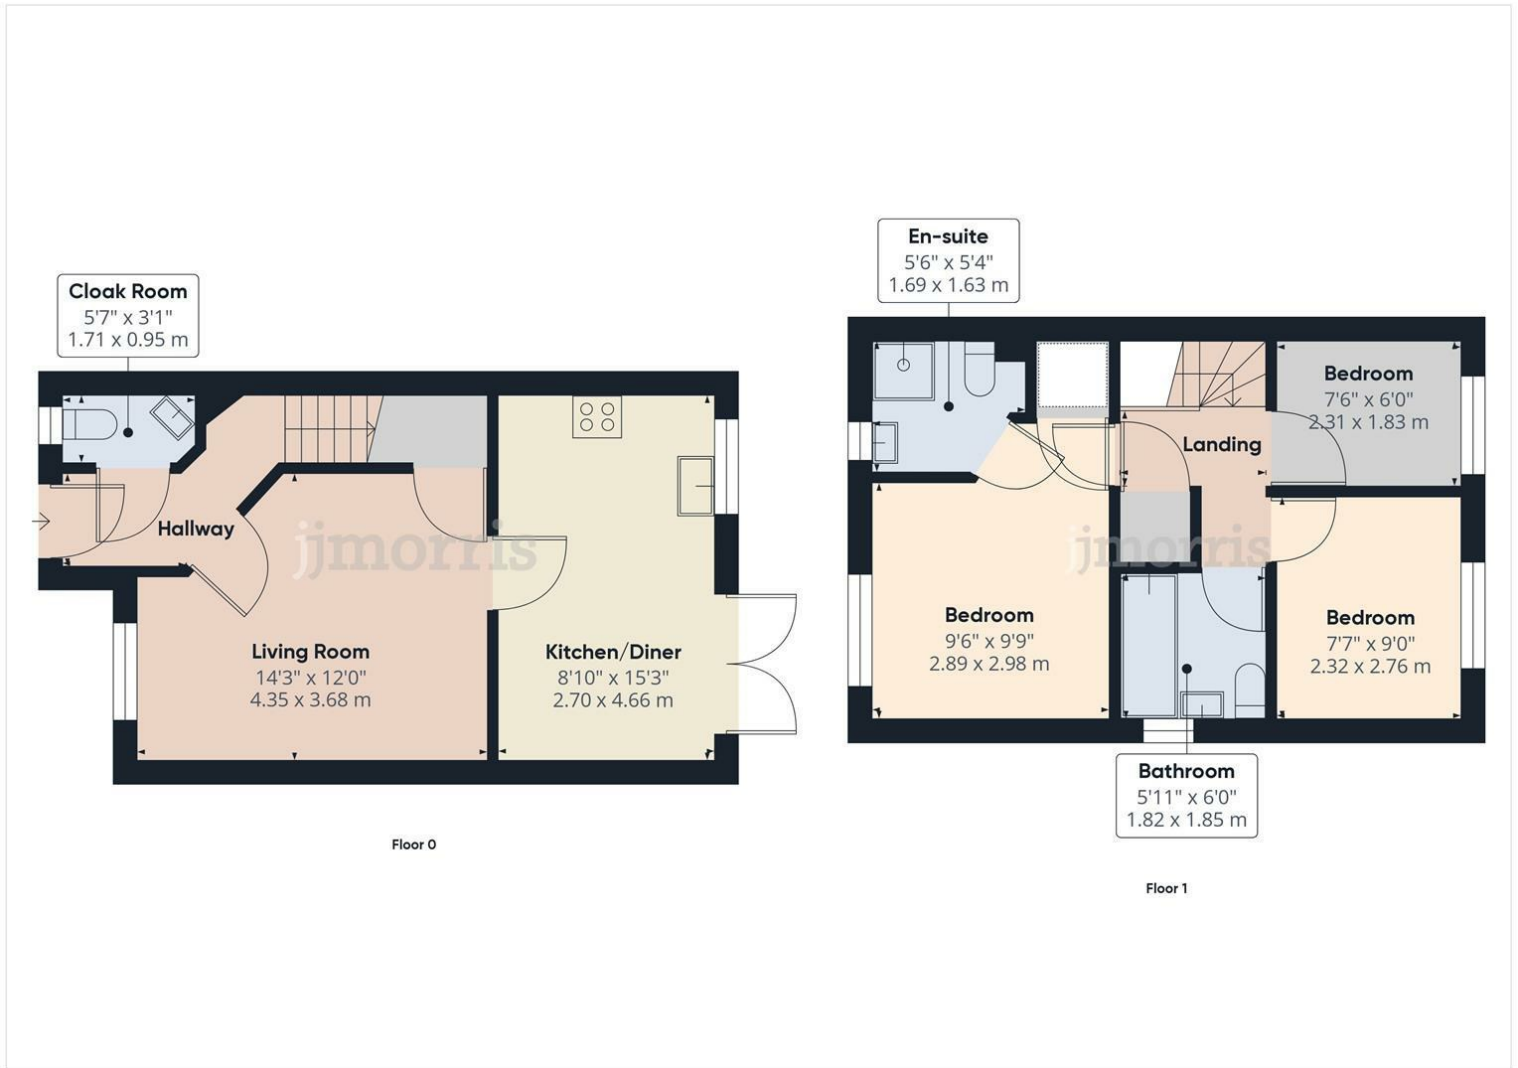 Cloak Room
5'7" x 3'1"
1.71 x 0.95 m
Hallway
jjmorris
Living Room
14'3" x 12'0"
4.35 x 3.68 m
Kitchen/Diner
8'10" x 15'3"
2.70 x 4.66 m
Floor 0
En-suite
5'6" x 5'4"
1.69 x 1.63 m
Bedroom
7'6" x 6'0"
2.31 x 1.83 m
Landing
jjmorris
Bedroom
9'6" x 9'9"
2.89 x 2.98 m
Bedroom
7'7" x 9'0"
2.32 x 2.76 m
Bathroom
5'11" x 6'0"
1.82 x 1.85 m
Floor 1